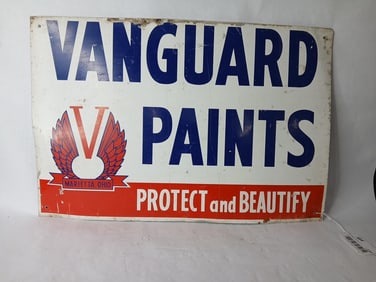 VANGUARD
PAINTS
V
MARIETTA OHIO
PROTECT and BEAUTIFY